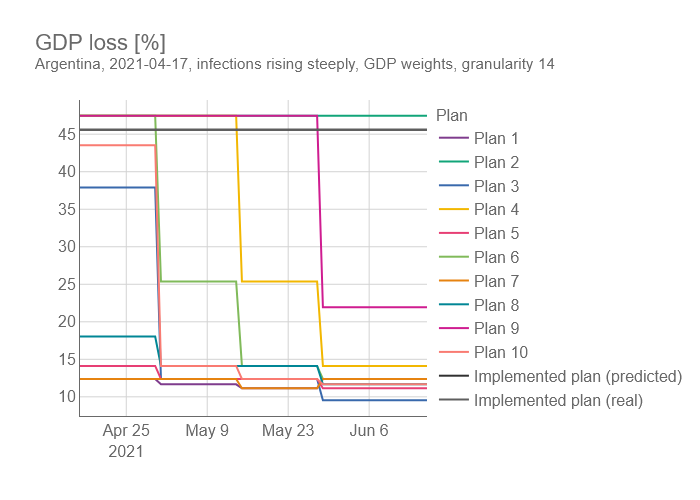 GDP loss [%]
Argentina, 2021-04-17, infections rising steeply, GDP weights, granularity 14
Plan
45
40
35
30
25
20
15
10
Plan 1
Plan 2
Plan 3
Plan 4
Plan 5
Plan 6
Plan 7
Plan 8
Plan 9
Plan 10
Implemented plan (predicted)
Implemented plan (real)
Apr 25 May 9 May 23 Jun 6
2021